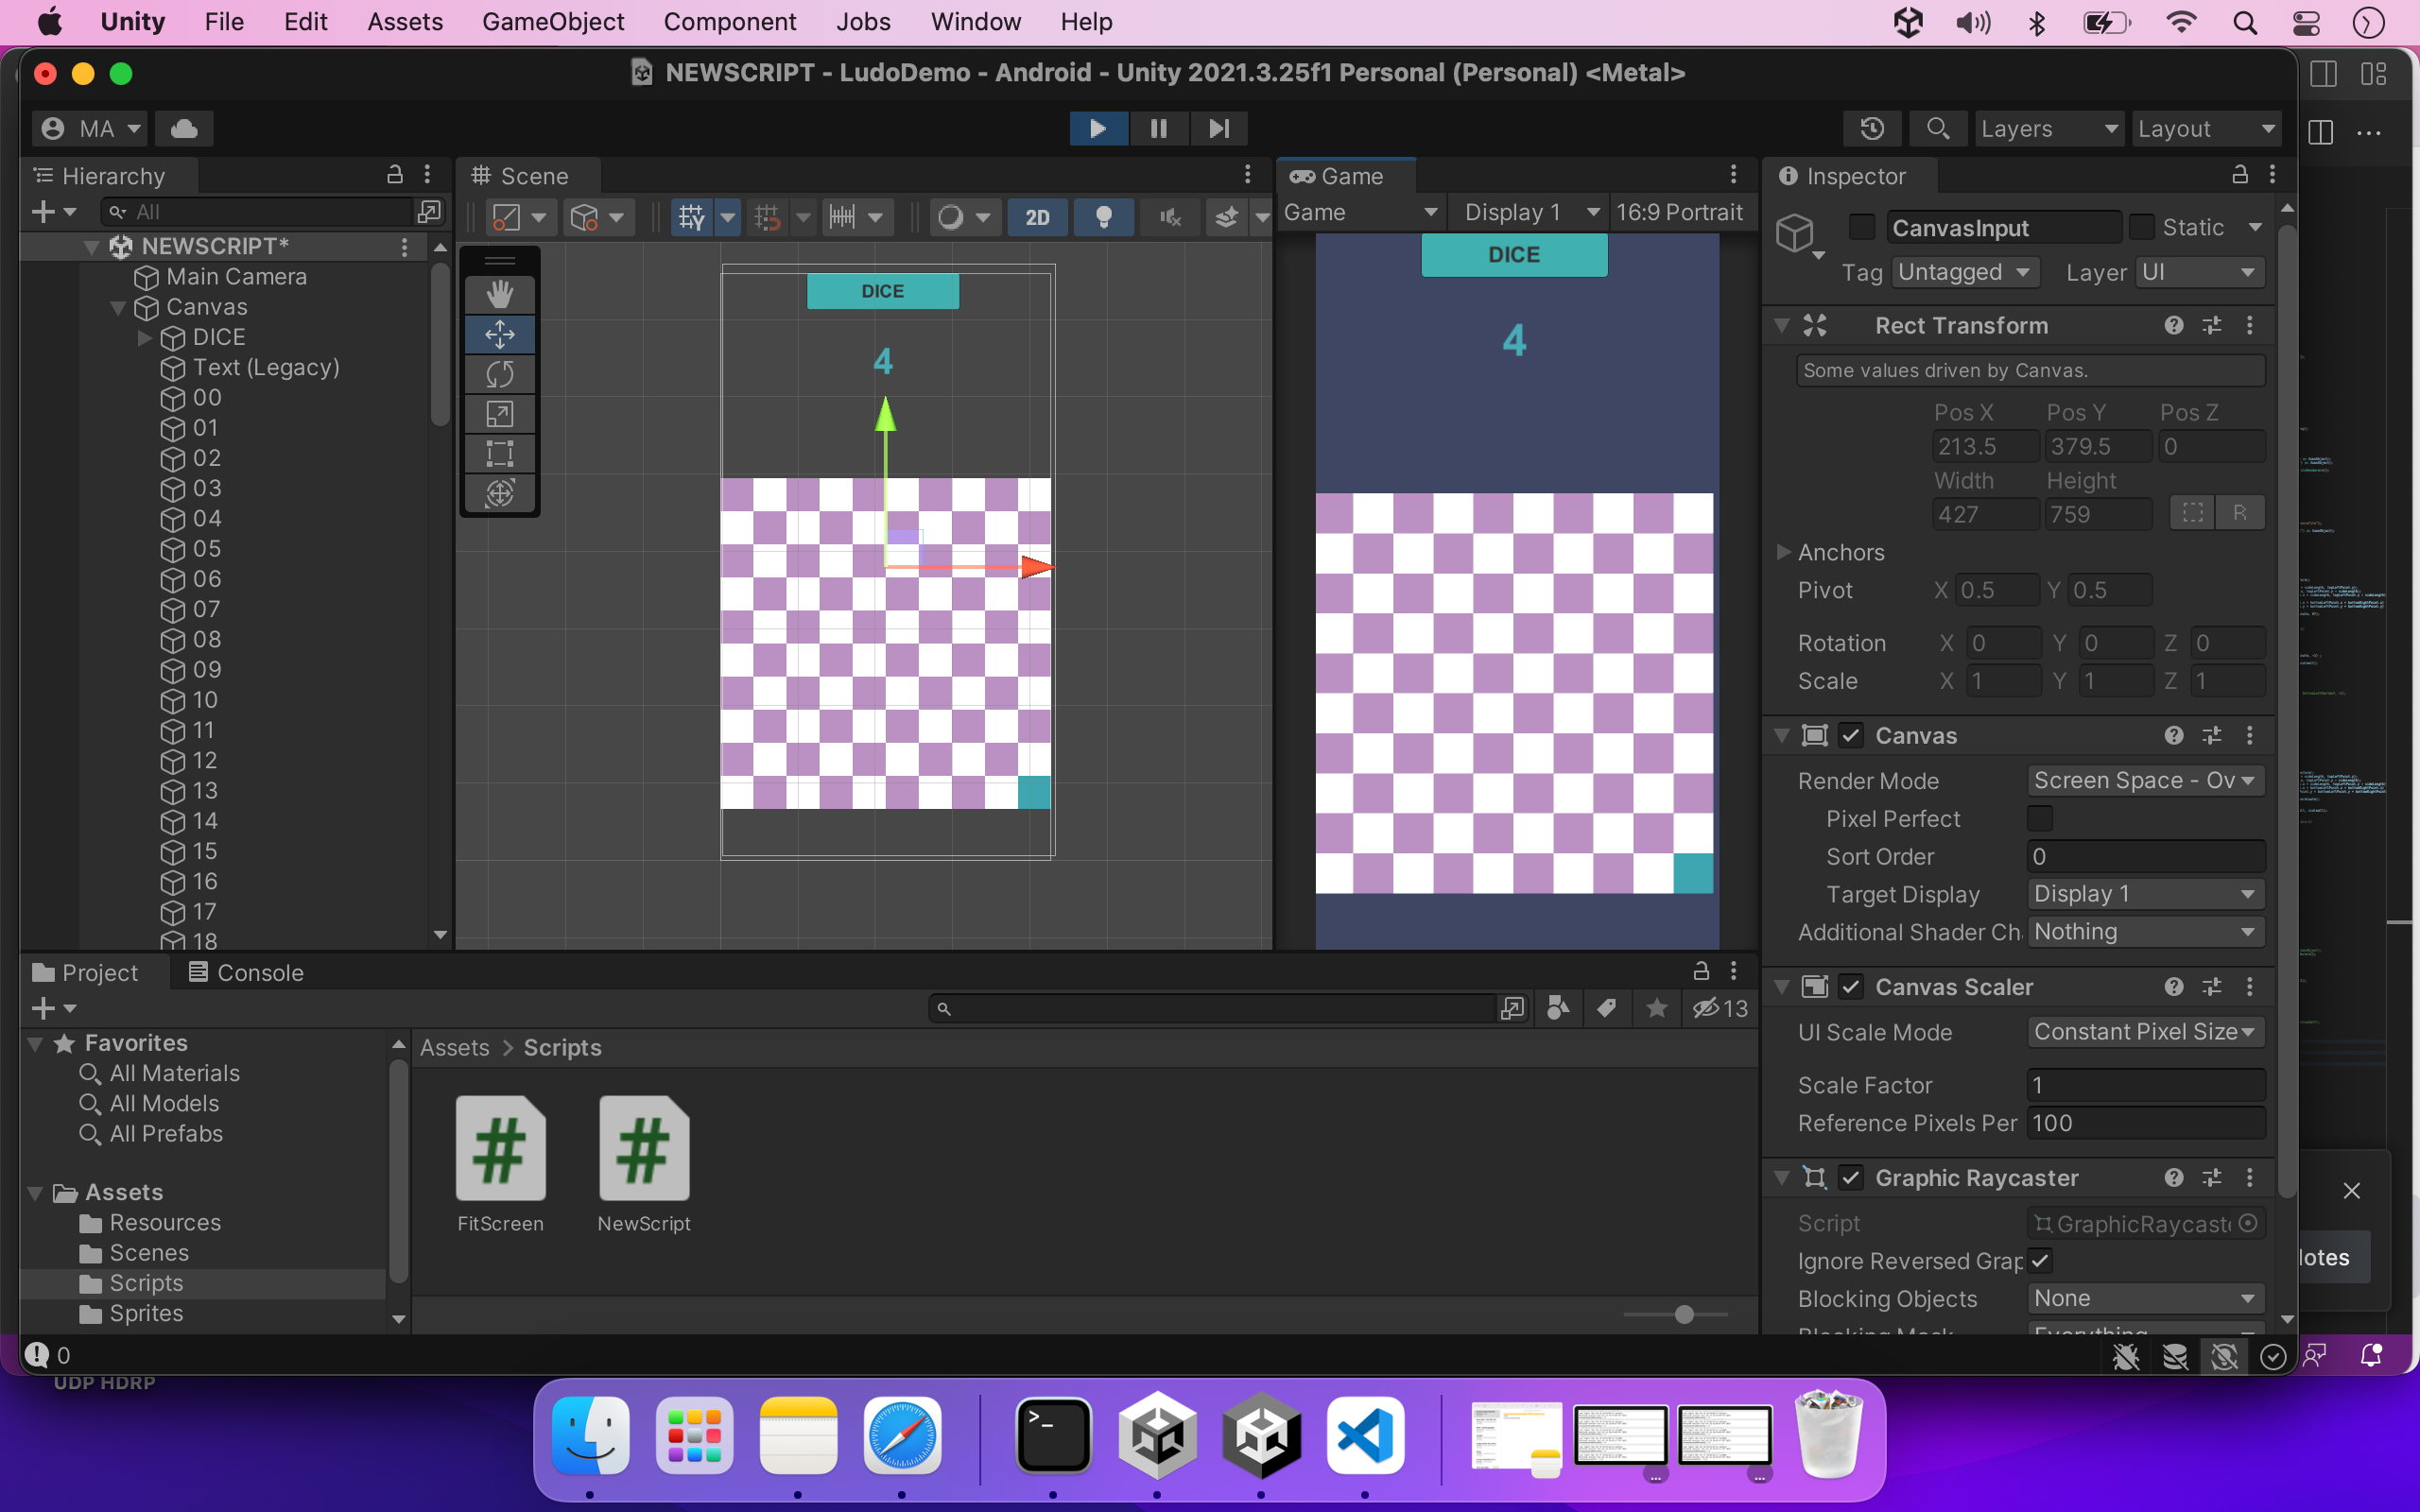 Unity File Edit Assets GameObject Component Jobs Window Help
NEWSCRIPT - LudoDemo - Android - Unity 2021.3.25f1 Personal (Personal) <Metal>
MA
Layers
Layout
Hierarchy
All
NEWSCRIPT*
Main Camera
Canvas
DICE
Text (Legacy)
00
01
02
03
04
05
06
07
08
09
10
11
12
13
14
15
16
17
18
Scene
2D
DICE
4
Game
Game
Display 1
16:9 Portrait
DICE
4
Inspector
CanvasInput
Static
Tag Untagged
Layer UI
Rect Transform
Some values driven by Canvas.
Pos X Pos Y Pos Z
213.5 379.5 0
Width Height
427 759
R
Anchors
Pivot X 0.5 Y 0.5
Rotation X 0 Y 0 Z 0
Scale X 1 Y 1 Z 1
Canvas
Render Mode Screen Space - Ov
Pixel Perfect
Sort Order 0
Target Display Display 1
Additional Shader Ch Nothing
Canvas Scaler
UI Scale Mode Constant Pixel Size
Scale Factor 1
Reference Pixels Per 100
Graphic Raycaster
Script GraphicRaycaste
Ignore Reversed Grap
Blocking Objects None
Project
Console
13
Favorites
All Materials
All Models
All Prefabs
Assets
Resources
Scenes
Scripts
Sprites
Assets > Scripts
FitScreen
NewScript
0
lotes
UDP HDRP